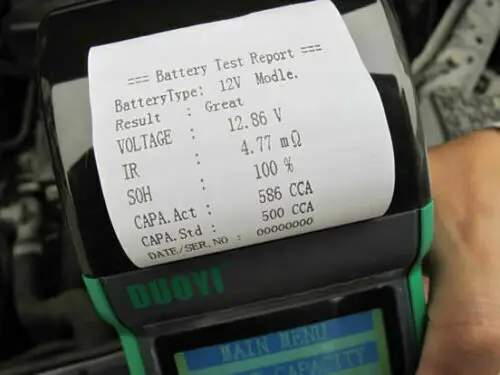 === Battery Test Report ===
BatteryType: 12V Modle.
Result : Great
VOLTAGE : 12.86 V
IR : 4.77 mΩ
SOH : 100 %
CAPA.Act : 586 CCA
CAPA.Std : 500 CCA
DATE/SER.NO : 00000000
DUOYI
MAIN MENU
CAPACITY